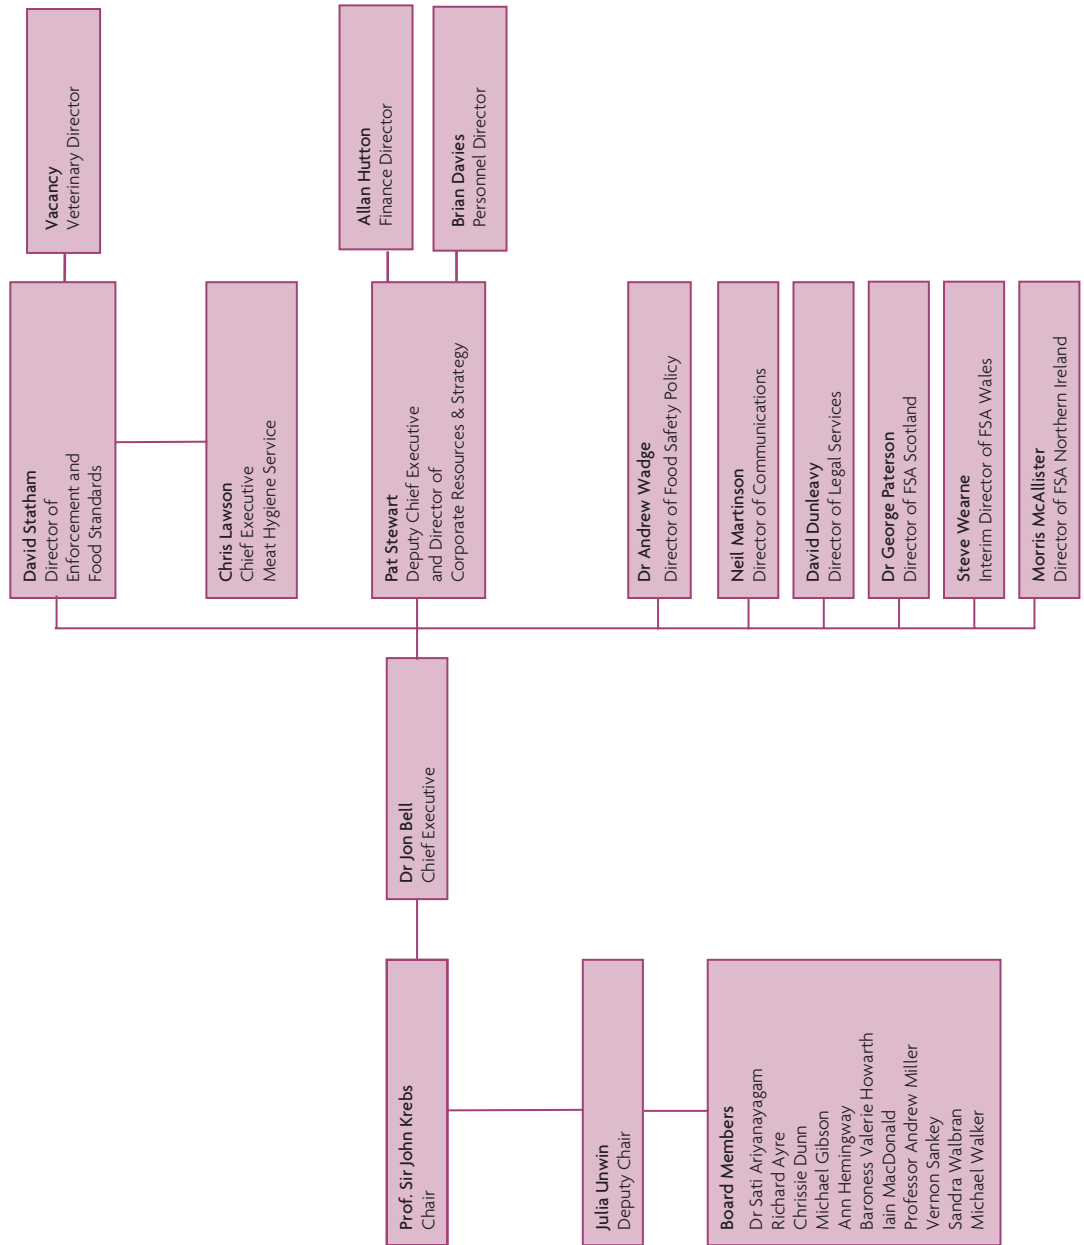 Prof. Sir John Krebs
Chair
Julia Unwin
Deputy Chair
Board Members
Dr Sati Ariyanayagam
Richard Ayre
Chrissie Dunn
Michael Gibson
Ann Hemingway
Baroness Valerie Howarth
Iain MacDonald
Professor Andrew Miller
Vernon Sankey
Sandra Walbran
Michael Walker
Dr Jon Bell
Chief Executive
David Statham
Director of
Enforcement and
Food Standards
Vacancy
Veterinary Director
Chris Lawson
Chief Executive
Meat Hygiene Service
Pat Stewart
Deputy Chief Executive
and Director of
Corporate Resources & Strategy
Allan Hutton
Finance Director
Brian Davies
Personnel Director
Dr Andrew Wadge
Director of Food Safety Policy
Neil Martinson
Director of Communications
David Dunleavy
Director of Legal Services
Dr George Paterson
Director of FSA Scotland
Steve Wearne
Interim Director of FSA Wales
Morris McAllister
Director of FSA Northern Ireland